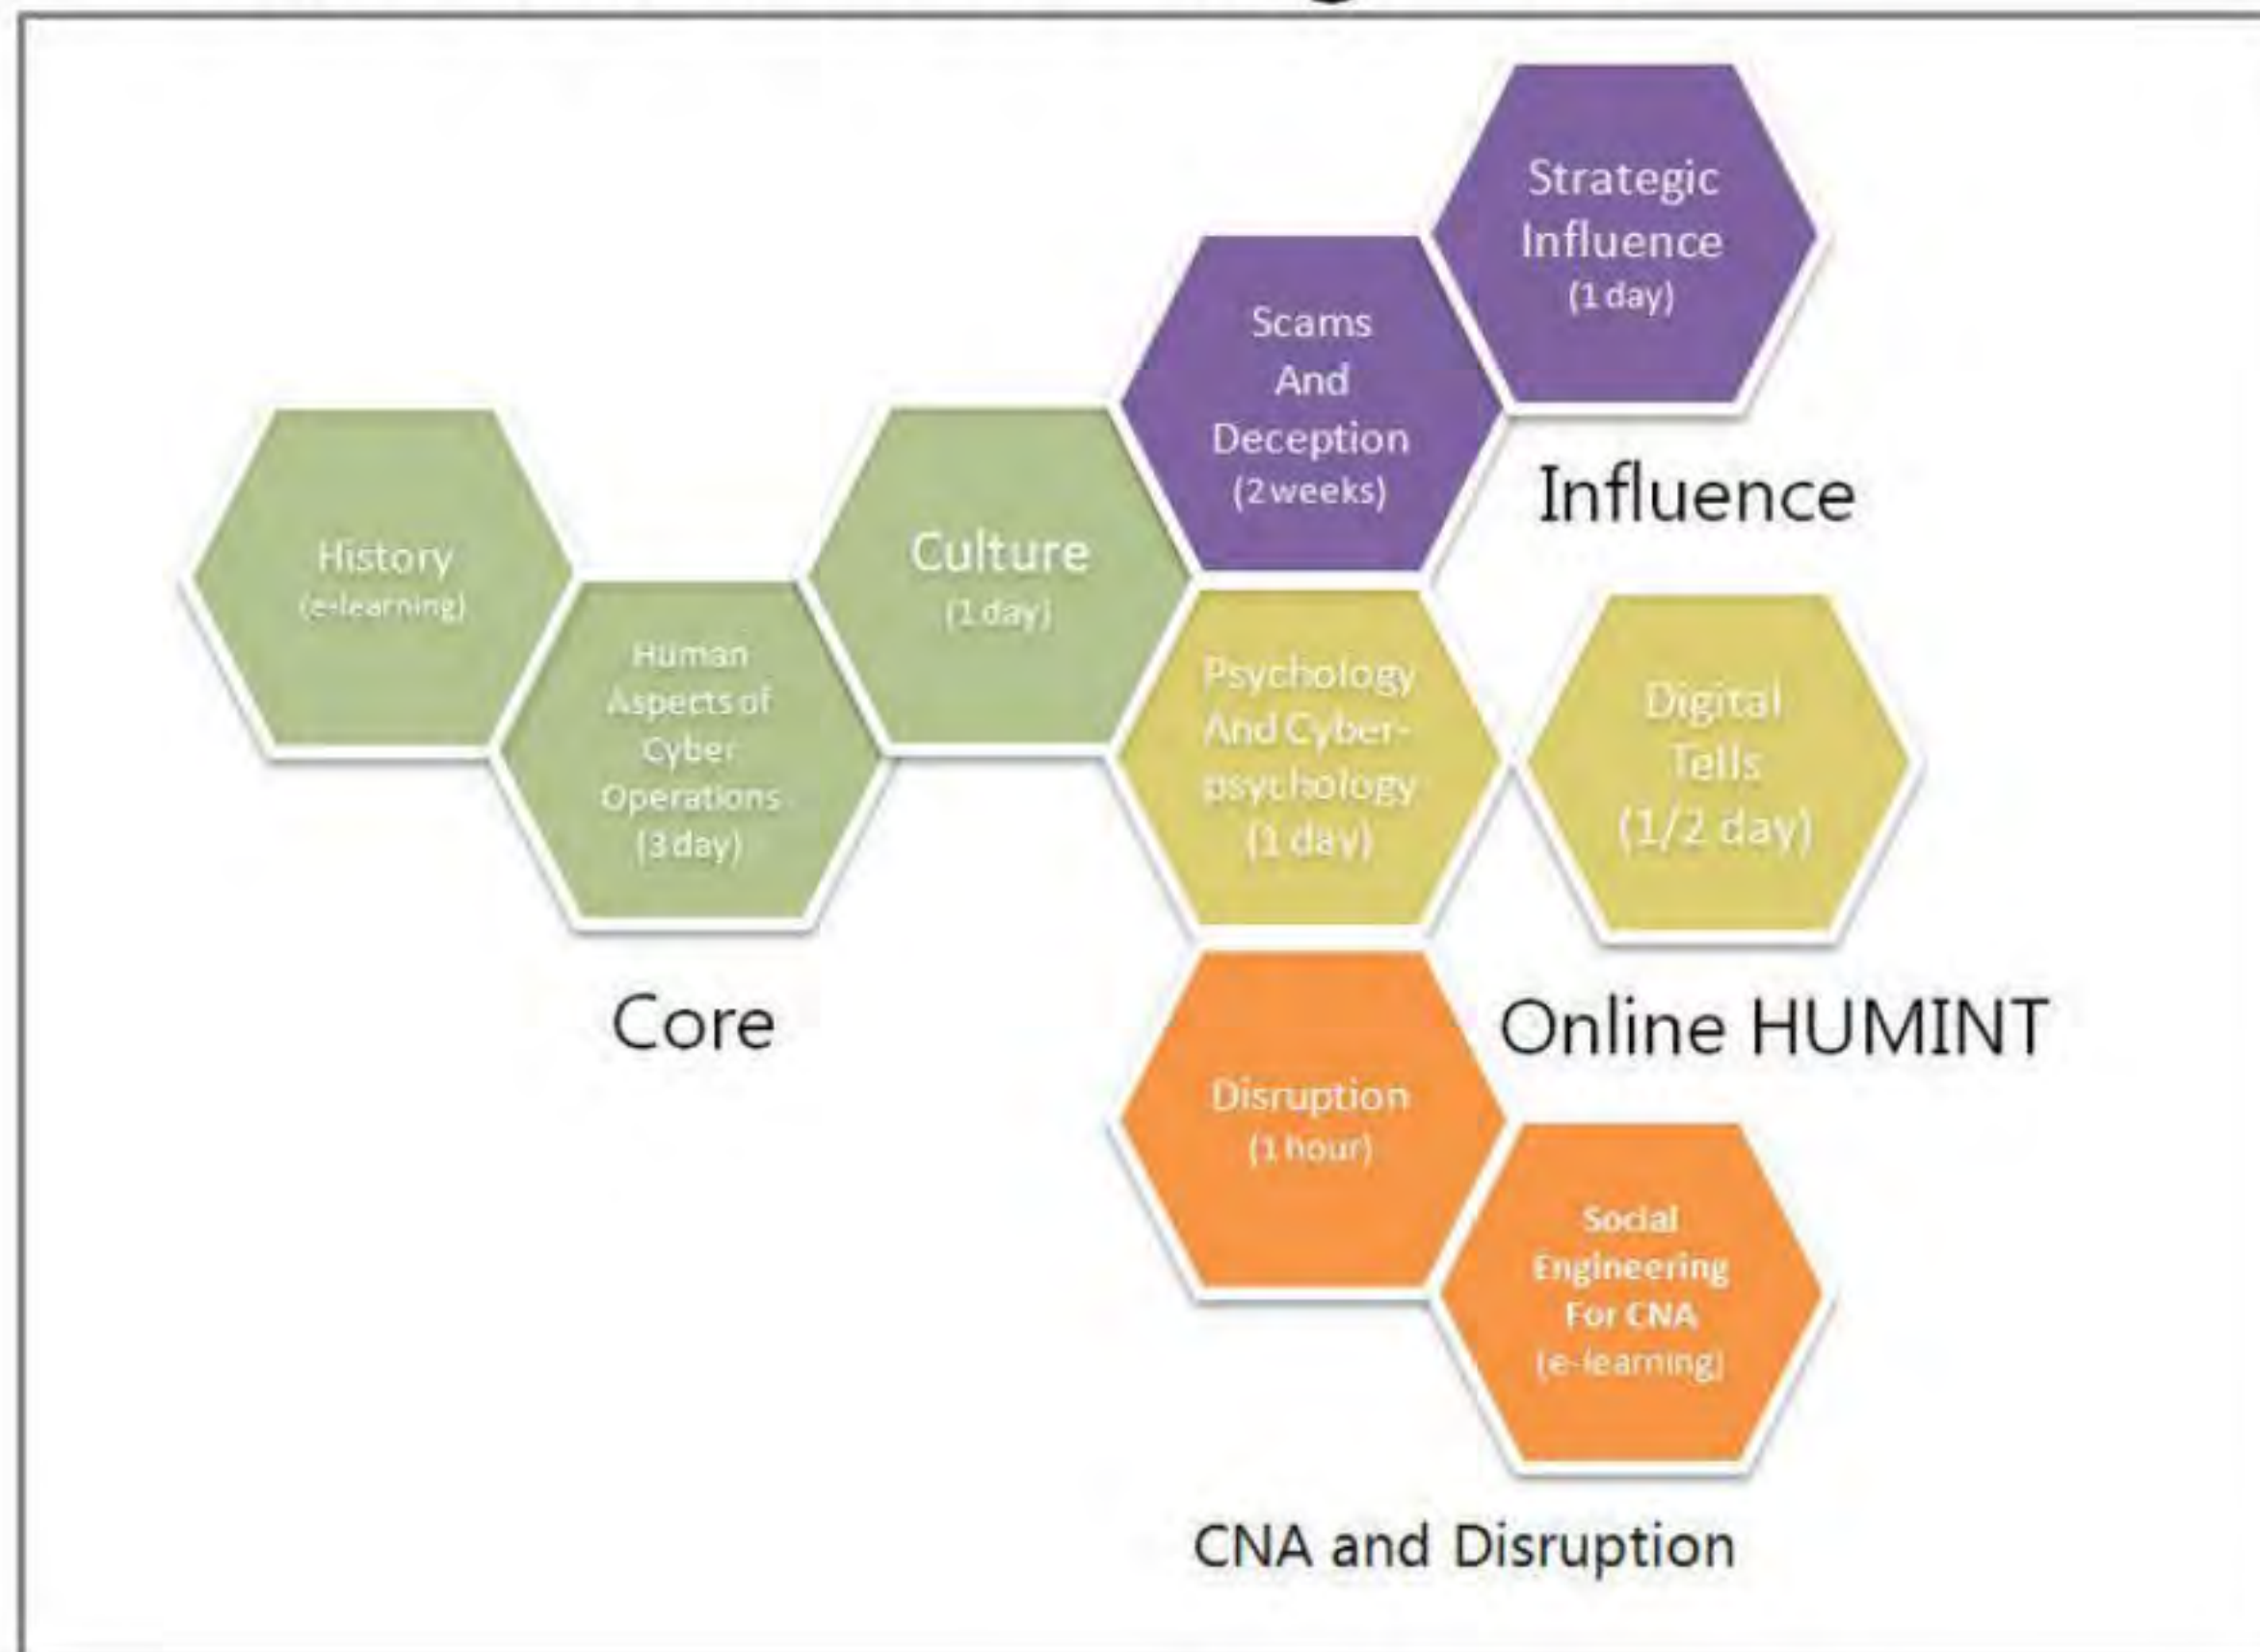 Strategic
Influence
(1 day)
Scams
And
Deception
(2 weeks)
Influence
History
(e-learning)
Human
Aspects of
Cyber
Operations
(3 day)
Culture
(1 day)
Core
Psychology
And Cyber-
psychology
(1 day)
Digital
Tells
(1/2 day)
Online HUMINT
Disruption
(1 hour)
Social
Engineering
For CNA
(e-learning)
CNA and Disruption